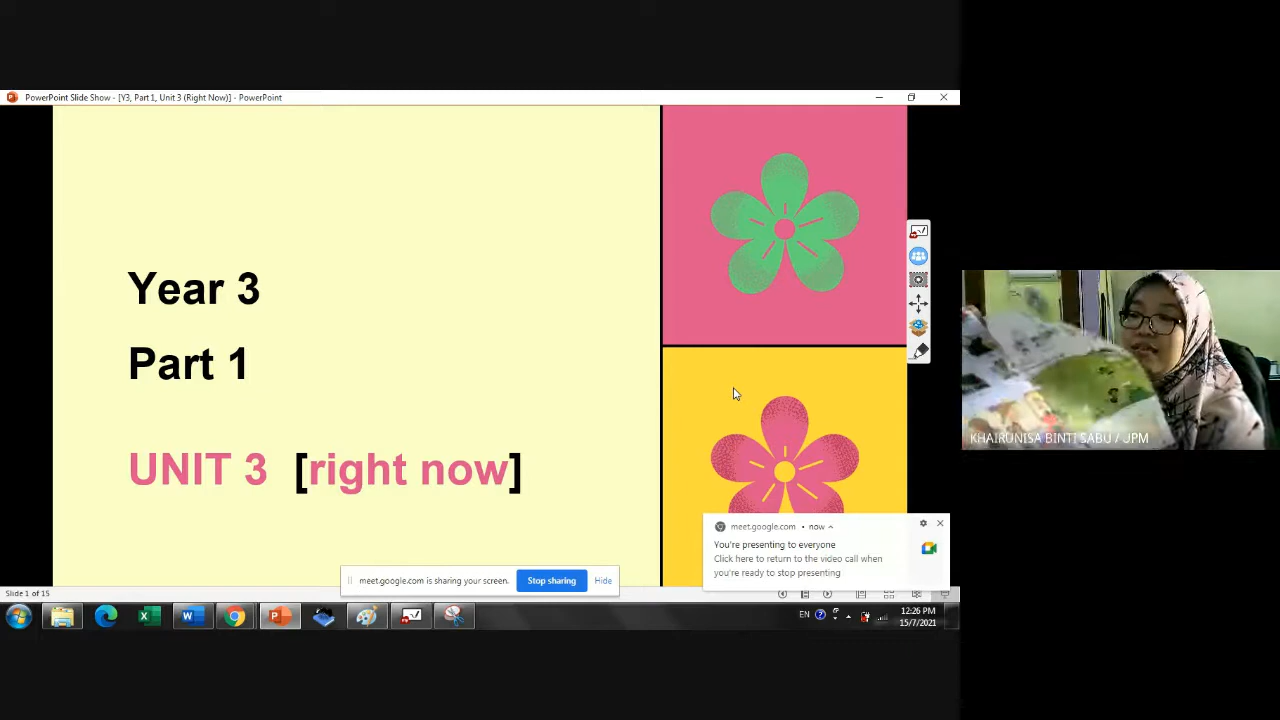 PowerPoint Slide Show - [Y3, Part 1, Unit 3 (Right Now)] - PowerPoint
Year 3
Part 1
UNIT 3 [right now]
KHAIRUNISA BINTI SABU / JPM
meet.google.com • now
You're presenting to everyone
Click here to return to the video call when
you're ready to stop presenting
meet.google.com is sharing your screen.
Stop sharing
Hide
Slide 1 of 15
EN
12:26 PM
15/7/2021